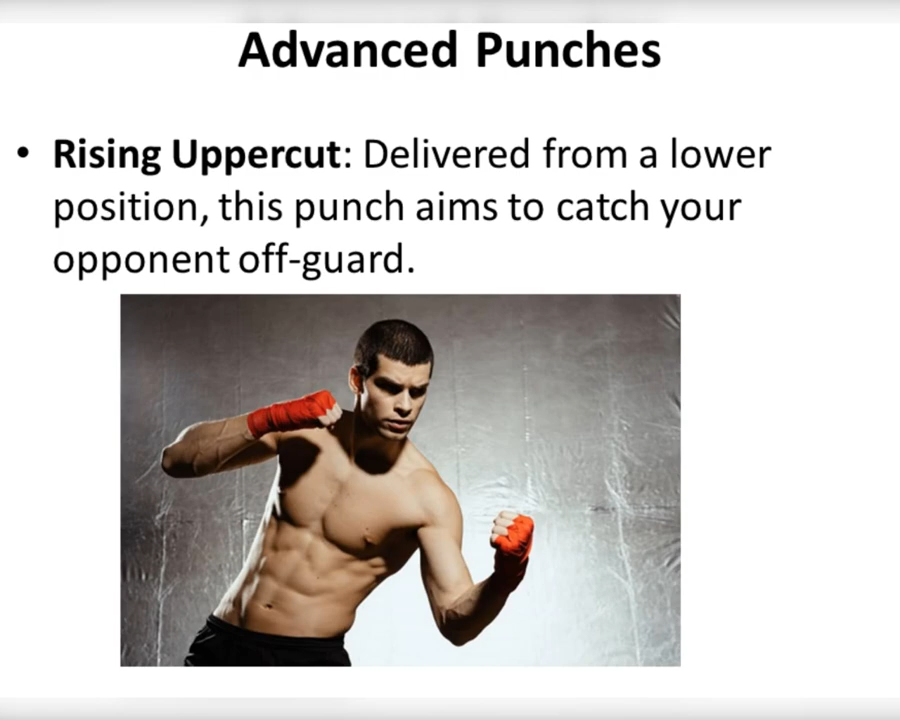 Advanced Punches
• Rising Uppercut: Delivered from a lower
position, this punch aims to catch your
opponent off-guard.